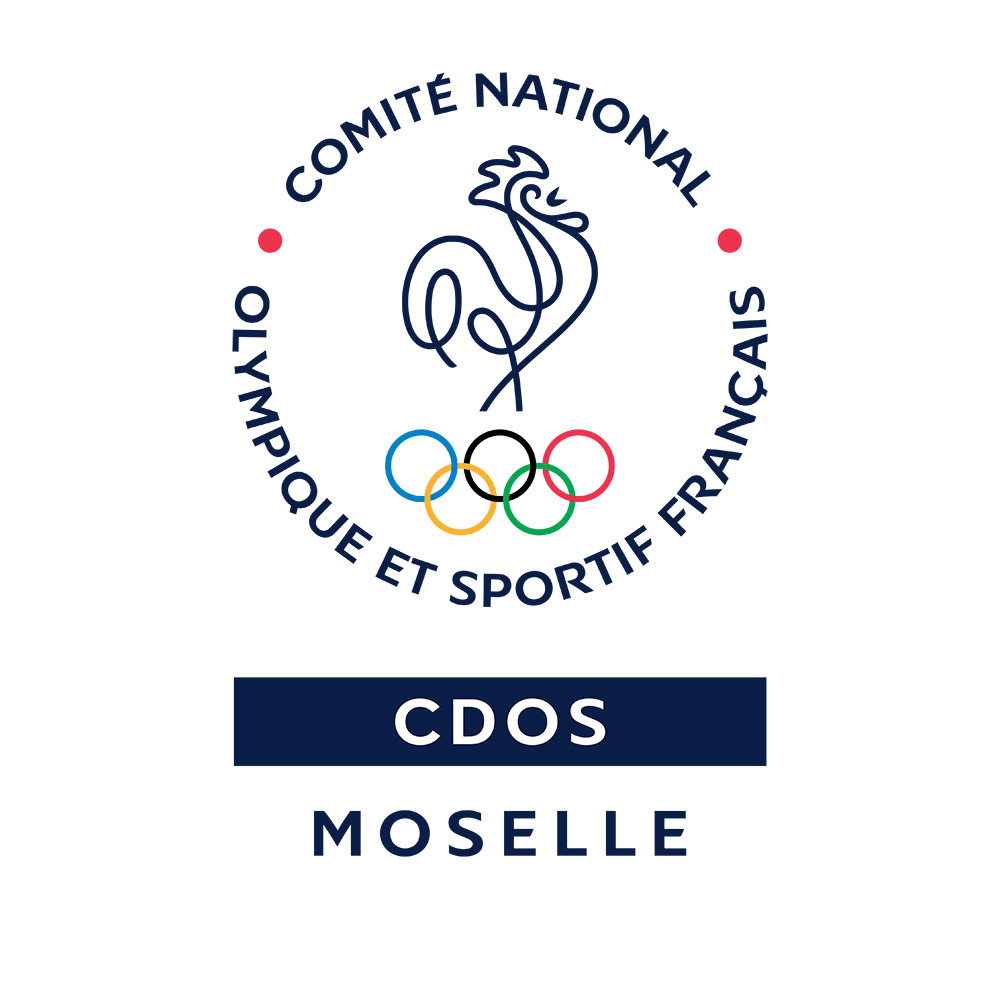 COMITÉ NATIONAL
OLYMPIQUE ET SPORTIF FRANÇAIS
CDOS
MOSELLE